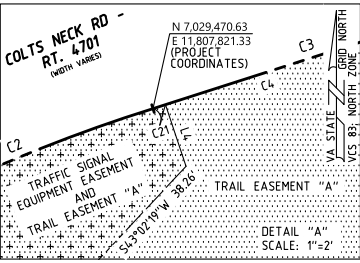 COLTS NECK RD -
RT. 4701
(WIDTH VARIES)
N 7,029,470.63
E 11,807,821.33
(PROJECT
COORDINATES)
C3
C4
C2
C21
L4
TRAFFIC SIGNAL
EQUIPMENT EASEMENT
AND
TRAIL EASEMENT "A"
S43°02'19"W 38.26'
TRAIL EASEMENT "A"
DETAIL "A"
SCALE: 1"=2'
VA STATE GRID NORTH
VCS 83, NORTH ZONE